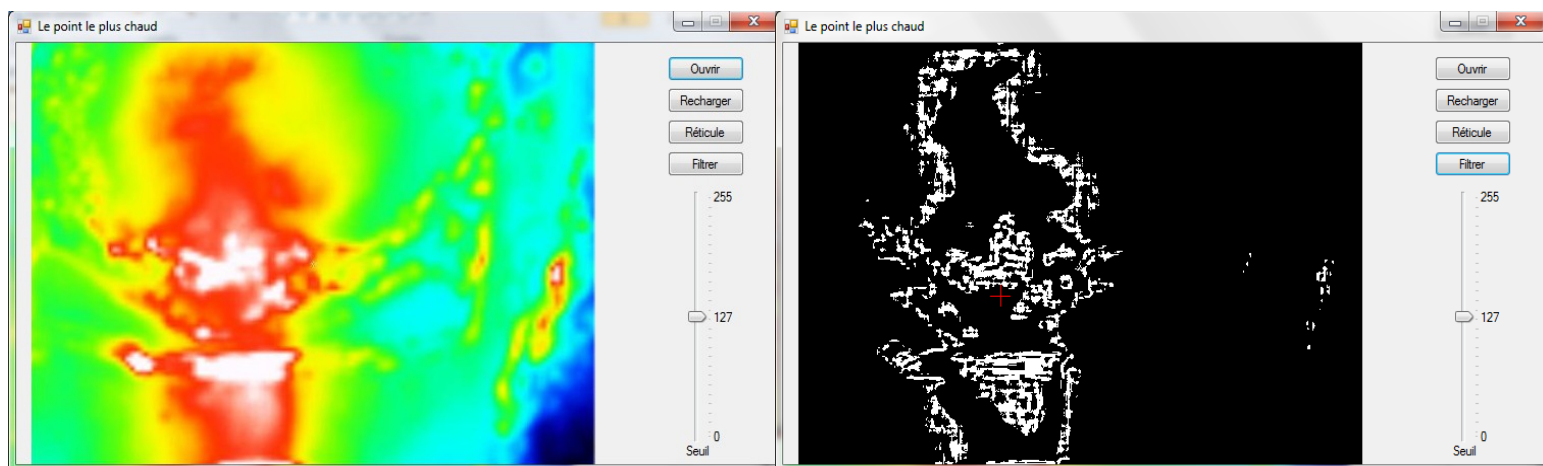 Le point le plus chaud
Ouvrir
Recharger
Réticule
Filtrer
255
127
0
Seuil
Le point le plus chaud
Ouvrir
Recharger
Réticule
Filtrer
255
127
0
Seuil